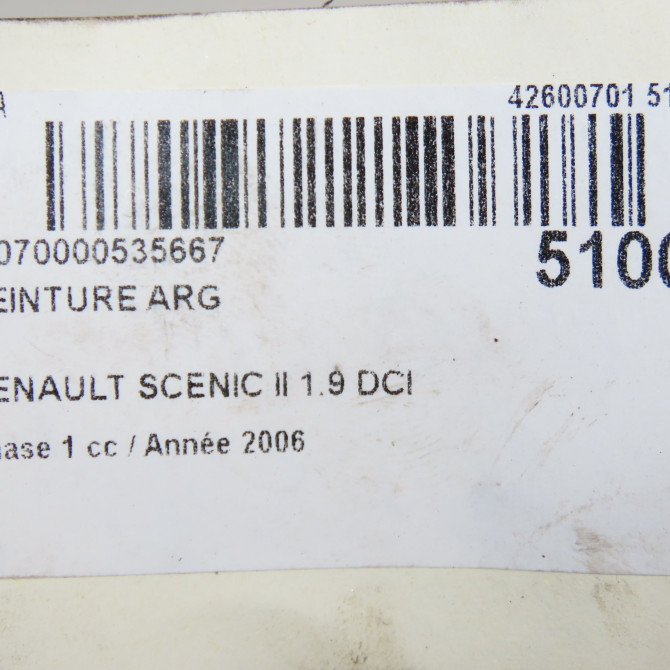 R 42600701 51
070000535667 5100
EINTURE ARG
ENAULT SCENIC II 1.9 DCI
ase 1 cc / Année 2006